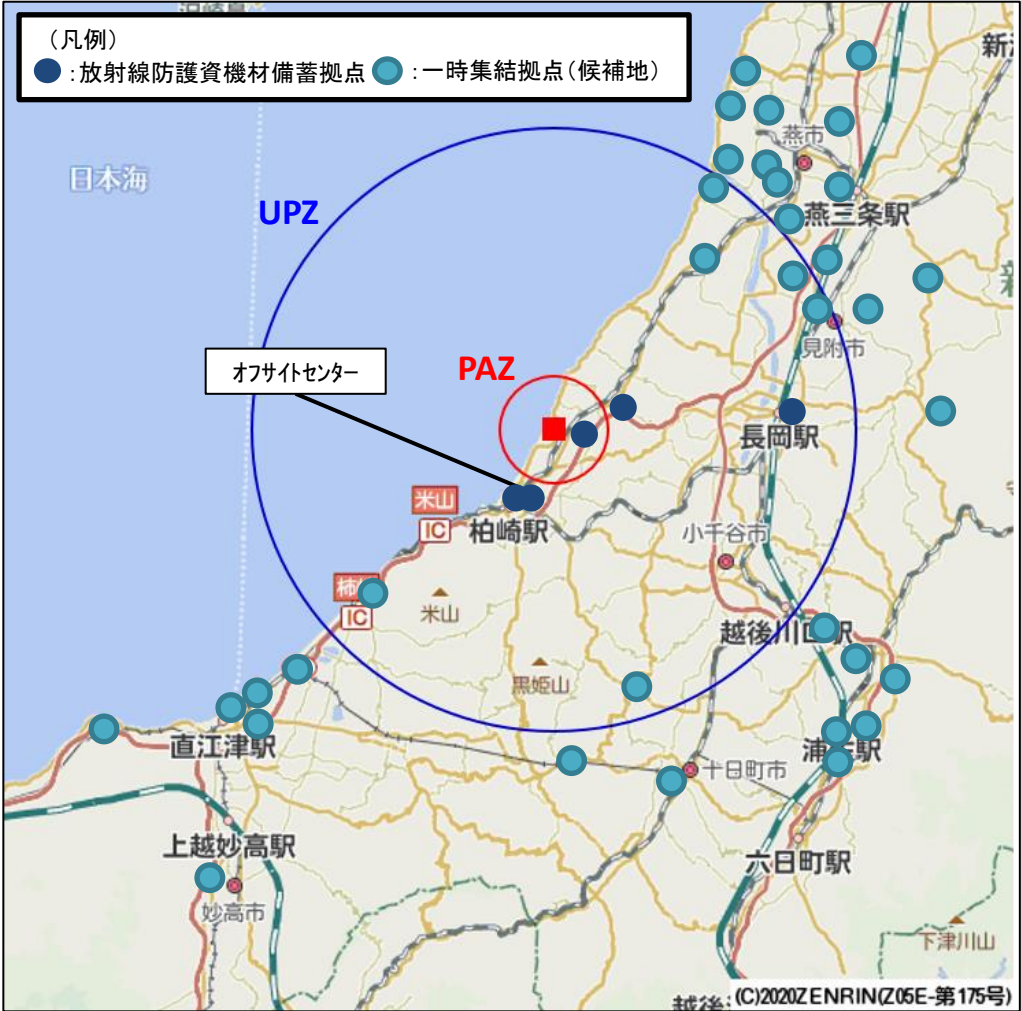 (凡例)
:放射線防護資機材備蓄拠点 :一時集結拠点(候補地)
燕市
日本海
UPZ
燕三条駅
見附市
オフサイトセンター
PAZ
長岡駅
米山
IC
柏崎駅
小千谷市
IC
米山
越後川口駅
黒姫山
直江津駅
十日町市
上越妙高駅
六日町駅
妙高市
下津川山
(C)2020ZENRIN(Z05E-第175号)